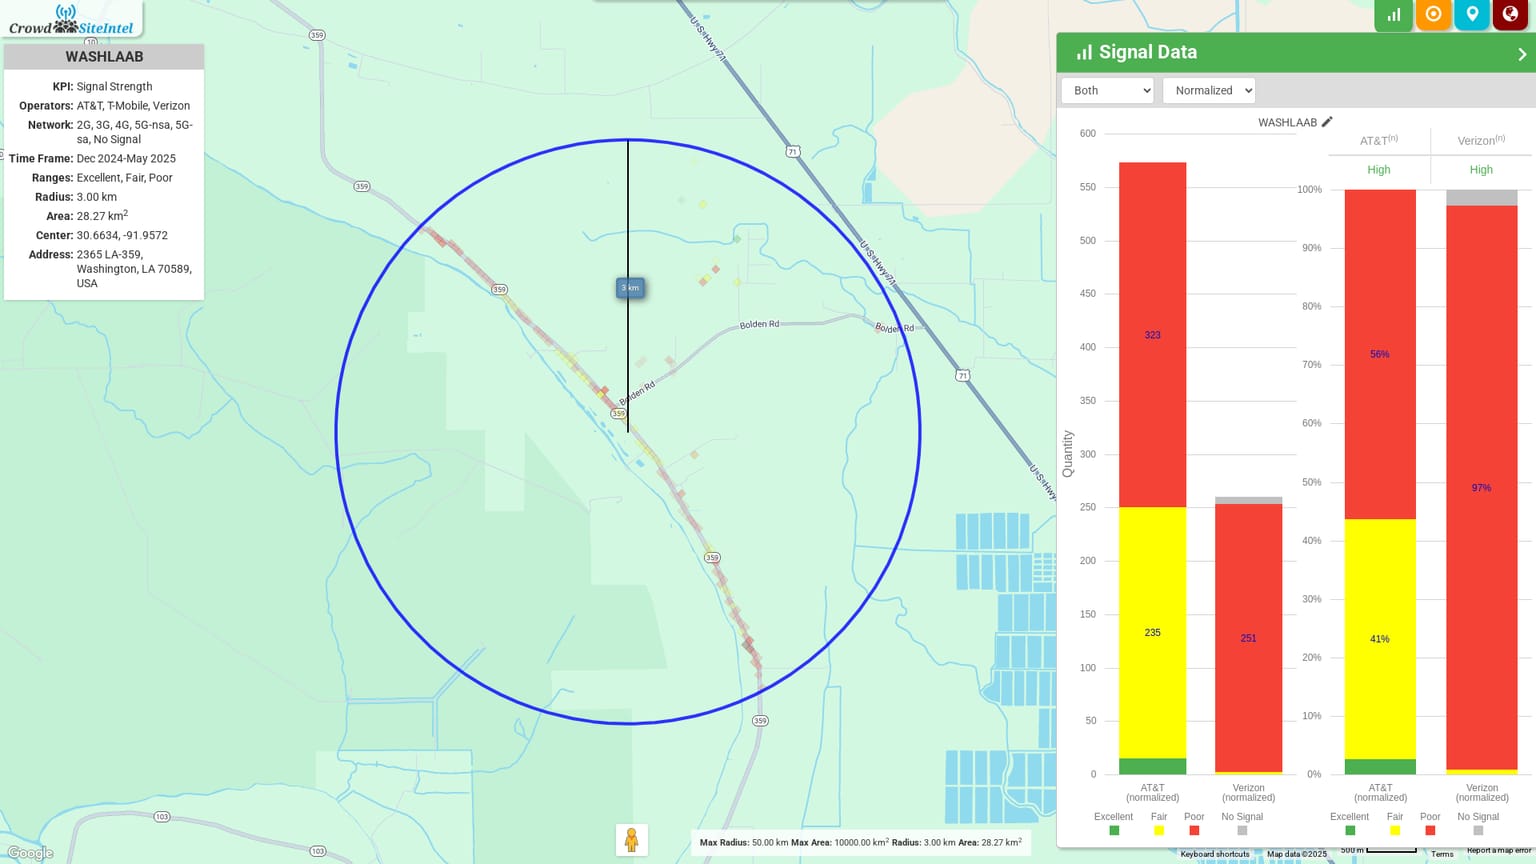 Crowd SiteIntel
WASHLAAB
KPI: Signal Strength
Operators: AT&T, T-Mobile, Verizon
Network: 2G, 3G, 4G, 5G-nsa, 5G-
sa, No Signal
Time Frame: Dec 2024-May 2025
Ranges: Excellent, Fair, Poor
Radius: 3.00 km
Area: 28.27 km2
Center: 30.6634, -91.9572
Address: 2365 LA-359,
Washington, LA 70589,
USA
359
U.S. Hwy 71
71
359
U.S. Hwy 71
359
3 km
Bolden Rd
Bolden Rd
71
Bolden Rd
359
U.S. Hwy
359
359
103
103
Google
Max Radius: 50.00 km Max Area: 10000.00 km2 Radius: 3.00 km Area: 28.27 km2
Signal Data
Both
Normalized
WASHLAAB
600
550
500
450
400
350
300
250
200
150
100
50
0
Quantity
323
235
251
AT&T
(normalized)
Verizon
(normalized)
Excellent
Fair
Poor
No Signal
AT&T(n)
Verizon(n)
High
High
100%
90%
80%
70%
60%
50%
40%
30%
20%
10%
0%
56%
41%
97%
AT&T
(normalized)
Verizon
(normalized)
Excellent
Fair
Poor
No Signal
Keyboard shortcuts
Map data ©2025
500 m
Terms
Report a map error